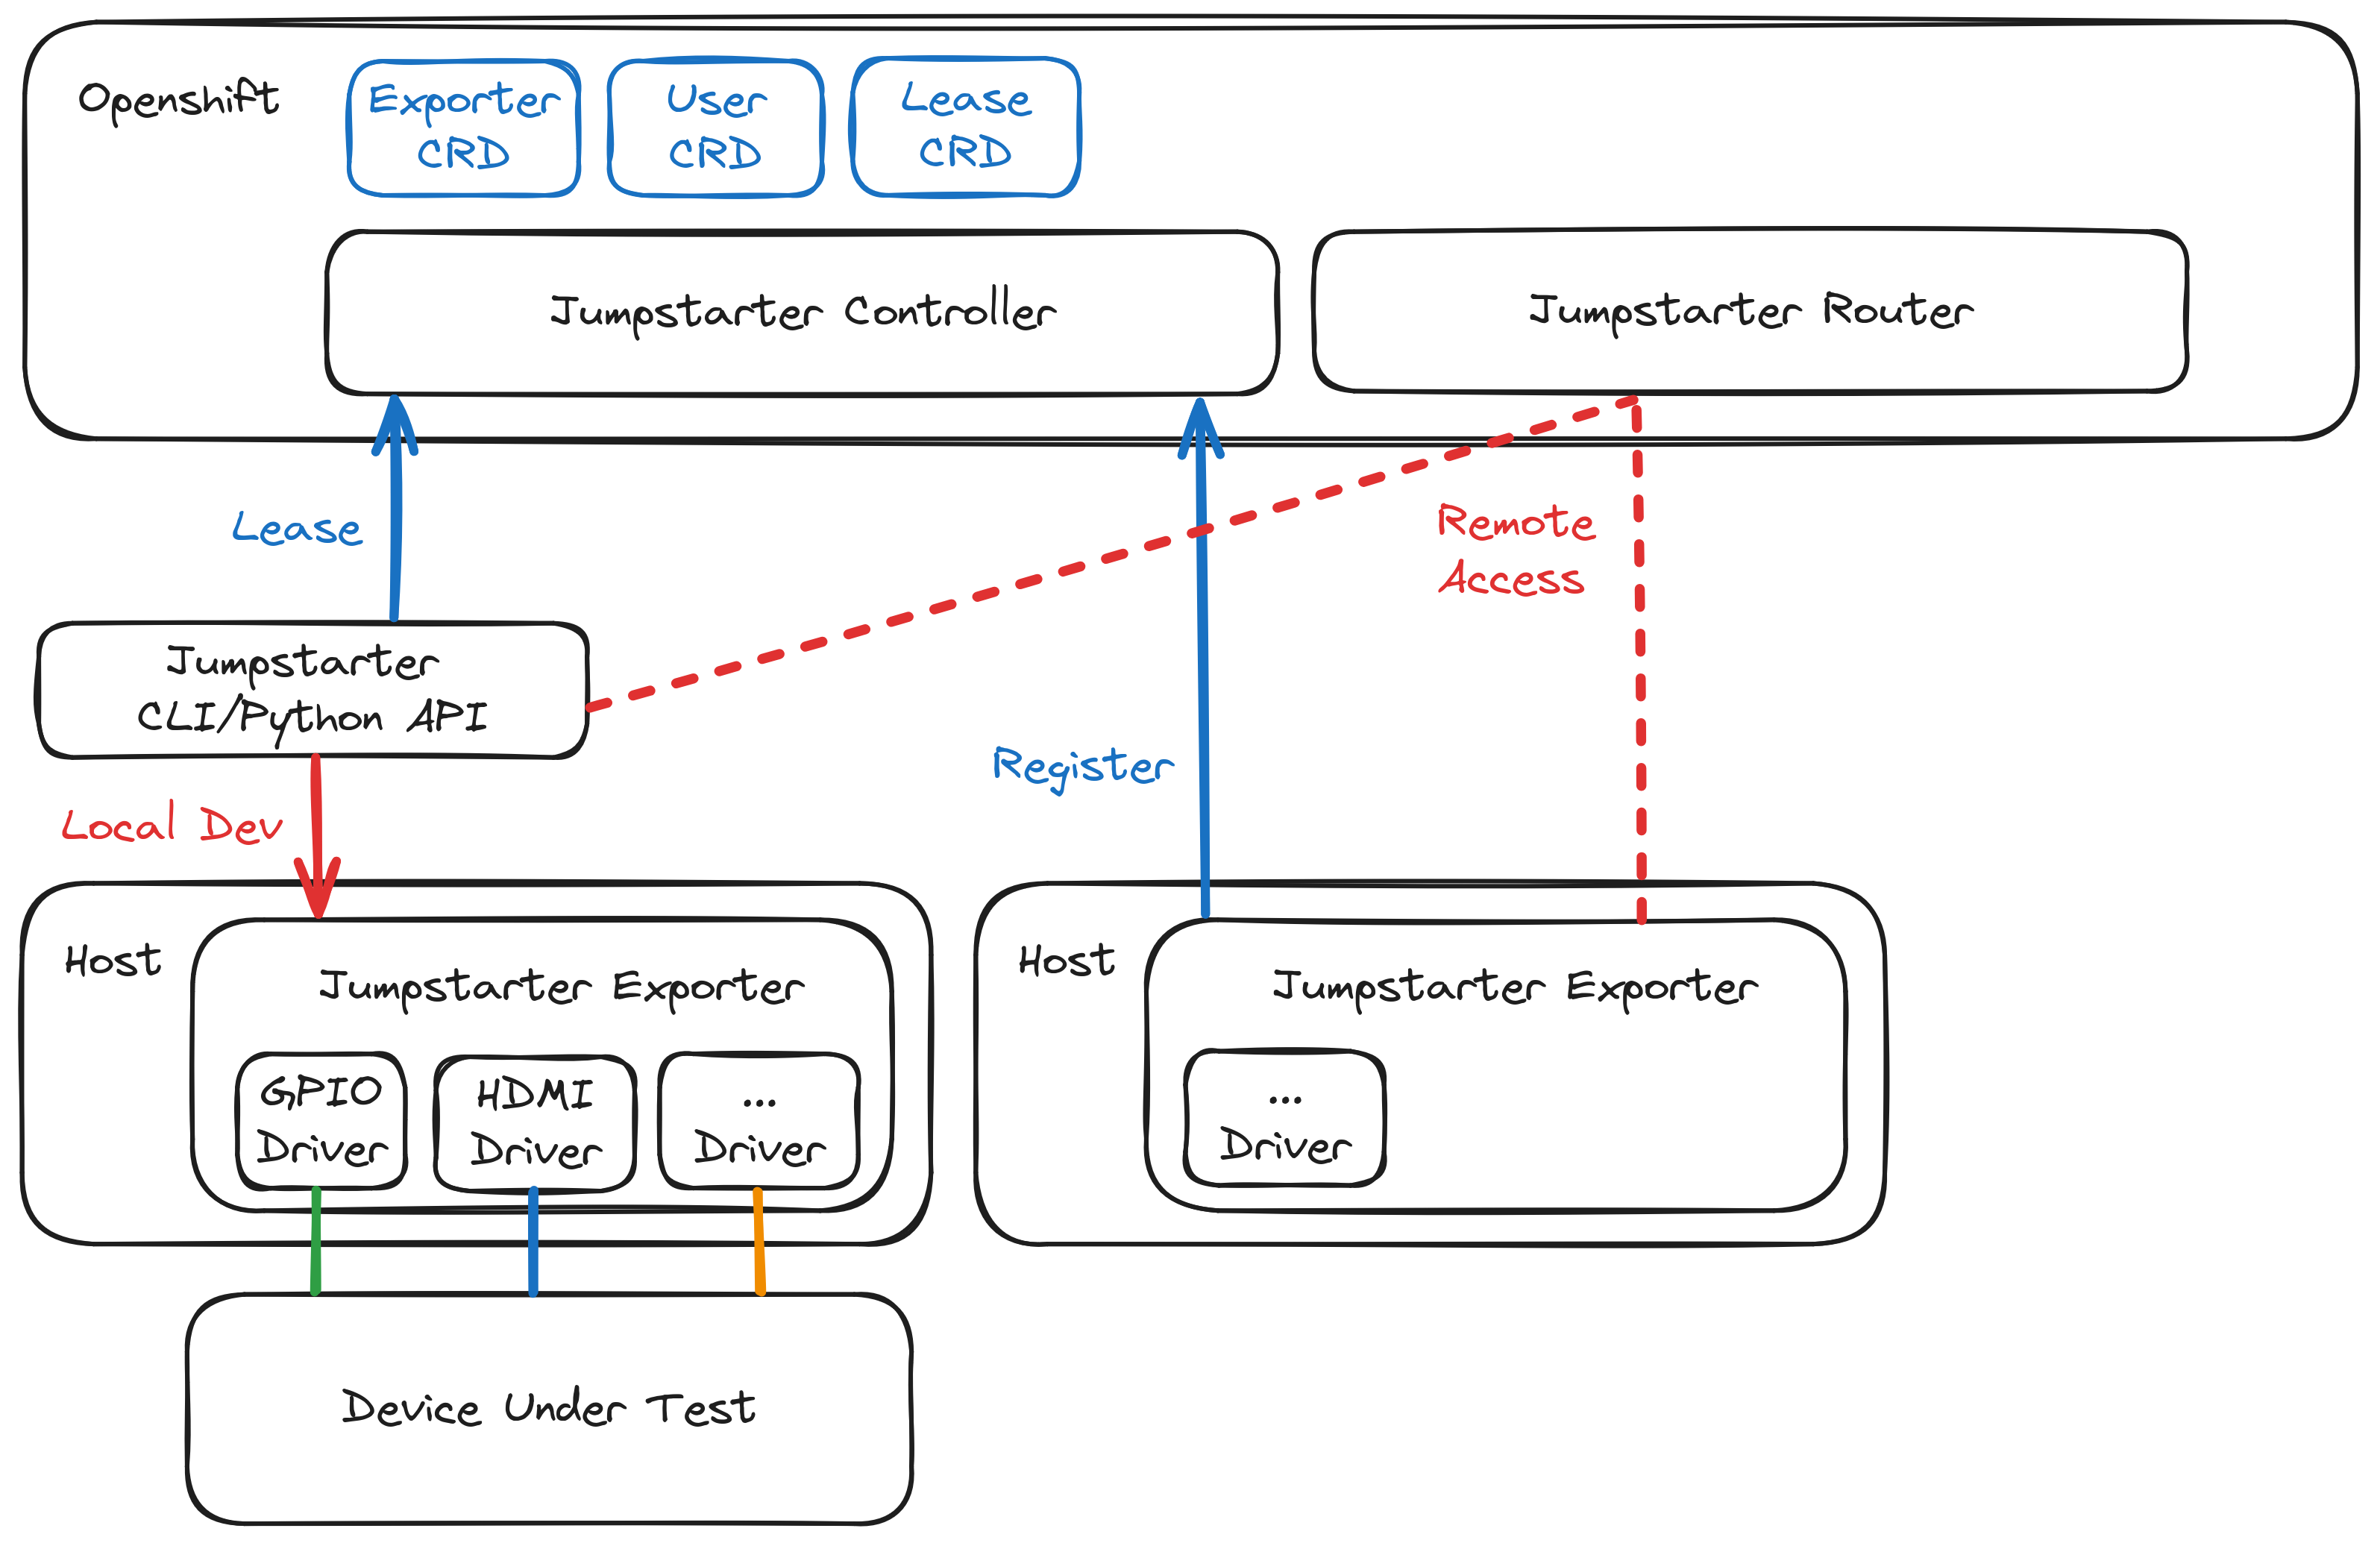 Openshift
Exporter
CRD
User
CRD
Lease
CRD
Jumpstarter Controller
Jumpstarter Router
Lease
Remote
Access
Jumpstarter
CLI/Python API
Register
Local Dev
Host
Jumpstarter Exporter
GPIO
Driver
HDMI
Driver
...
Driver
Host
Jumpstarter Exporter
...
Driver
Device Under Test